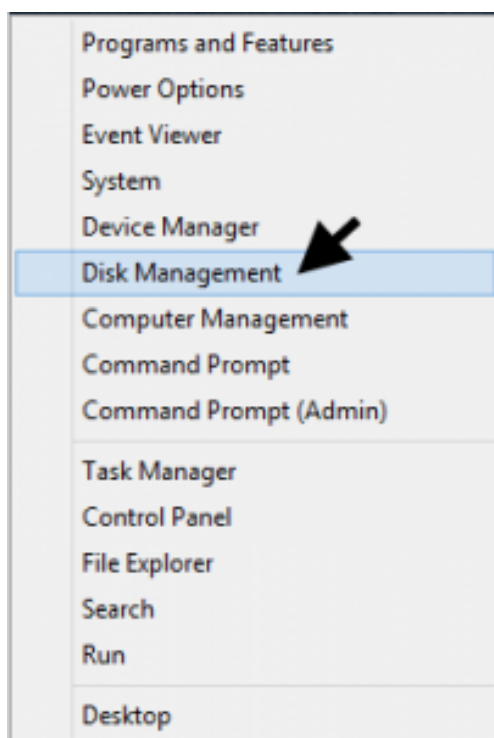 Programs and Features
Power Options
Event Viewer
System
Device Manager
Disk Management
Computer Management
Command Prompt
Command Prompt (Admin)
Task Manager
Control Panel
File Explorer
Search
Run
Desktop